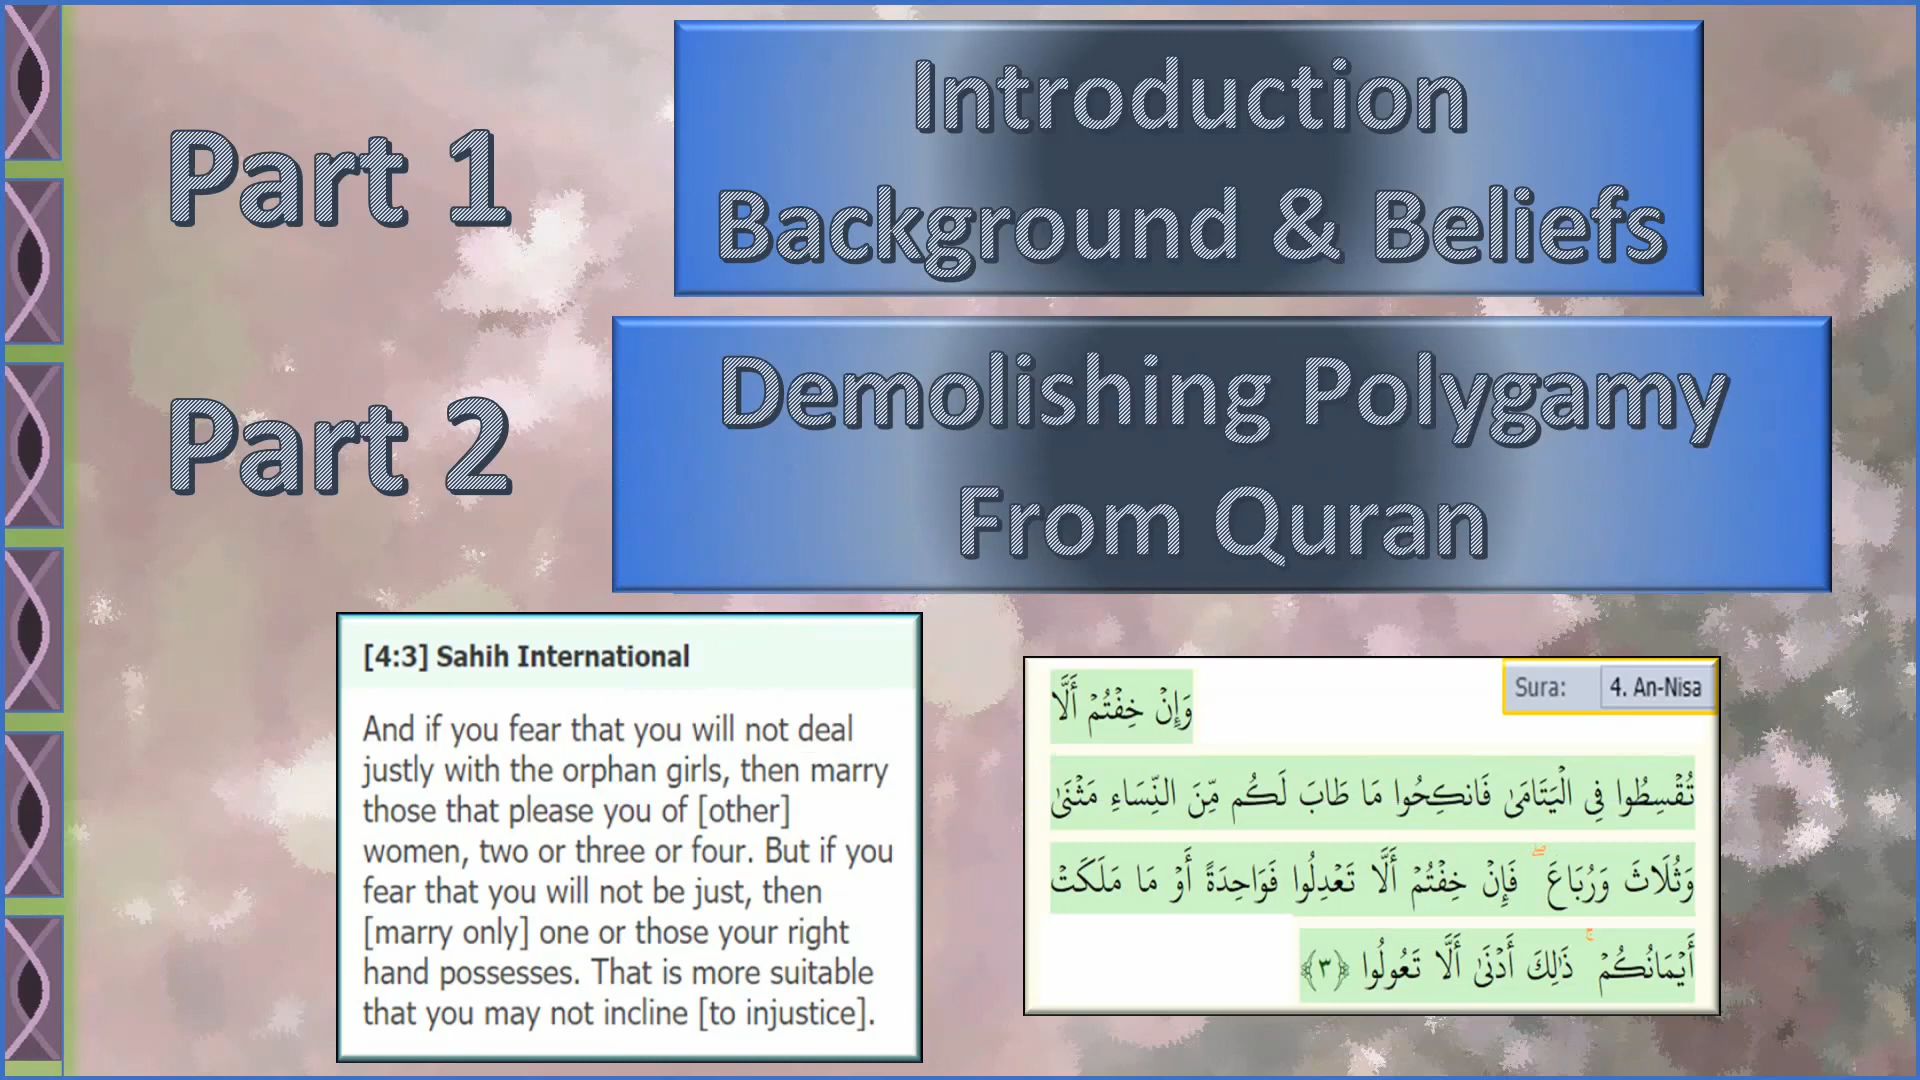 Part 1
Introduction
Background & Beliefs
Part 2
Demolishing Polygamy
From Quran
[4:3] Sahih International
And if you fear that you will not deal
justly with the orphan girls, then marry
those that please you of [other]
women, two or three or four. But if you
fear that you will not be just, then
[marry only] one or those your right
hand possesses. That is more suitable
that you may not incline [to injustice].
Sura: 4. An-Nisa
وَإِنْ خِفْتُمْ أَلَّا
تُقْسِطُوا فِي الْيَتَامَىٰ فَانكِحُوا مَا طَابَ لَكُم مِّنَ النِّسَاءِ مَثْنَىٰ
وَثُلَاثَ وَرُبَاعَ ۖ فَإِنْ خِفْتُمْ أَلَّا تَعْدِلُوا فَوَاحِدَةً أَوْ مَا مَلَكَتْ
أَيْمَانُكُمْ ۚ ذَٰلِكَ أَدْنَىٰ أَلَّا تَعُولُوا ﴿٣﴾